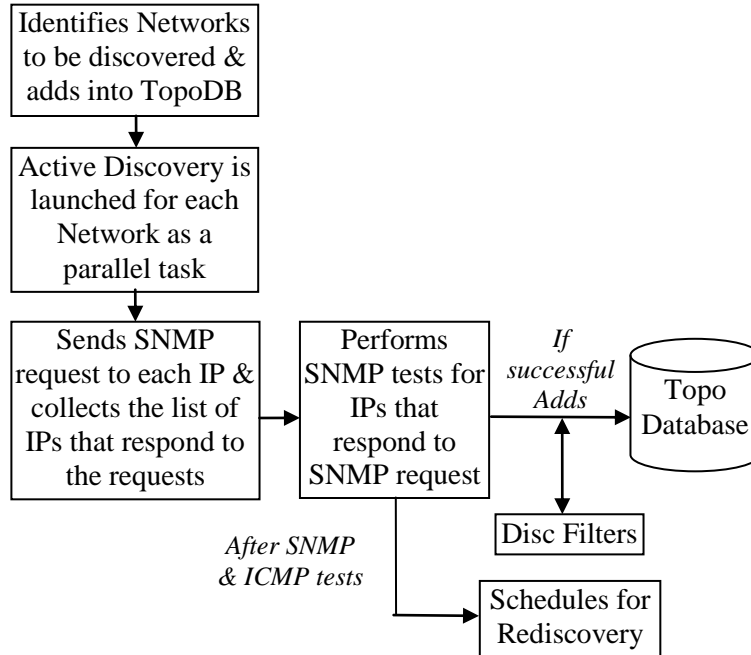 Identifies Networks
to be discovered &
adds into TopoDB
Active Discovery is
launched for each
Network as a
parallel task
Sends SNMP
request to each IP &
collects the list of
IPs that respond to
the requests
Performs
SNMP tests for
IPs that
respond to
SNMP request
If
successful
Adds
Topo
Database
Disc Filters
After SNMP
& ICMP tests
Schedules for
Rediscovery